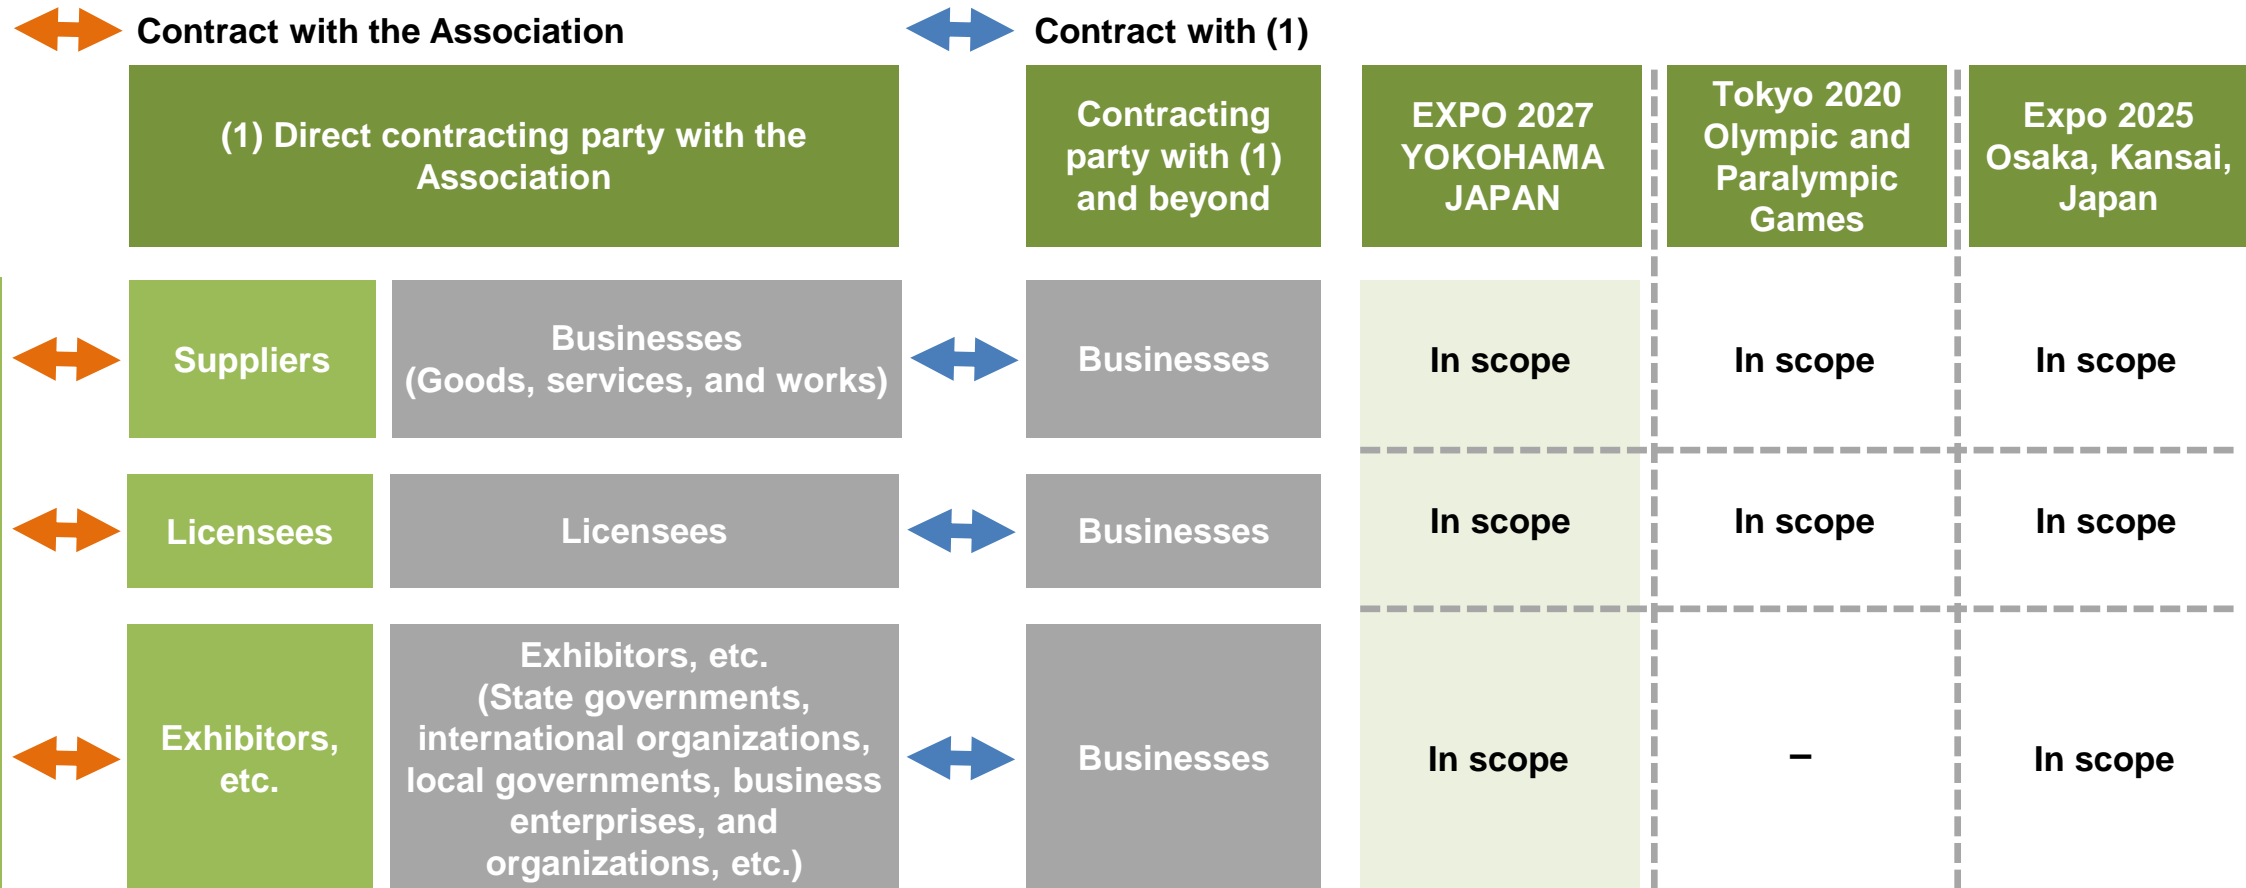 Contract with the Association
Contract with (1)
(1) Direct contracting party with the
Association
Contracting
party with (1)
and beyond
EXPO 2027
YOKOHAMA
JAPAN
Tokyo 2020
Olympic and
Paralympic
Games
Expo 2025
Osaka, Kansai,
Japan
Suppliers
Businesses
(Goods, services, and works)
Businesses
In scope
In scope
In scope
Licensees
Licensees
Businesses
In scope
In scope
In scope
Exhibitors,
etc.
Exhibitors, etc.
(State governments,
international organizations,
local governments, business
enterprises, and
organizations, etc.)
Businesses
In scope
–
In scope